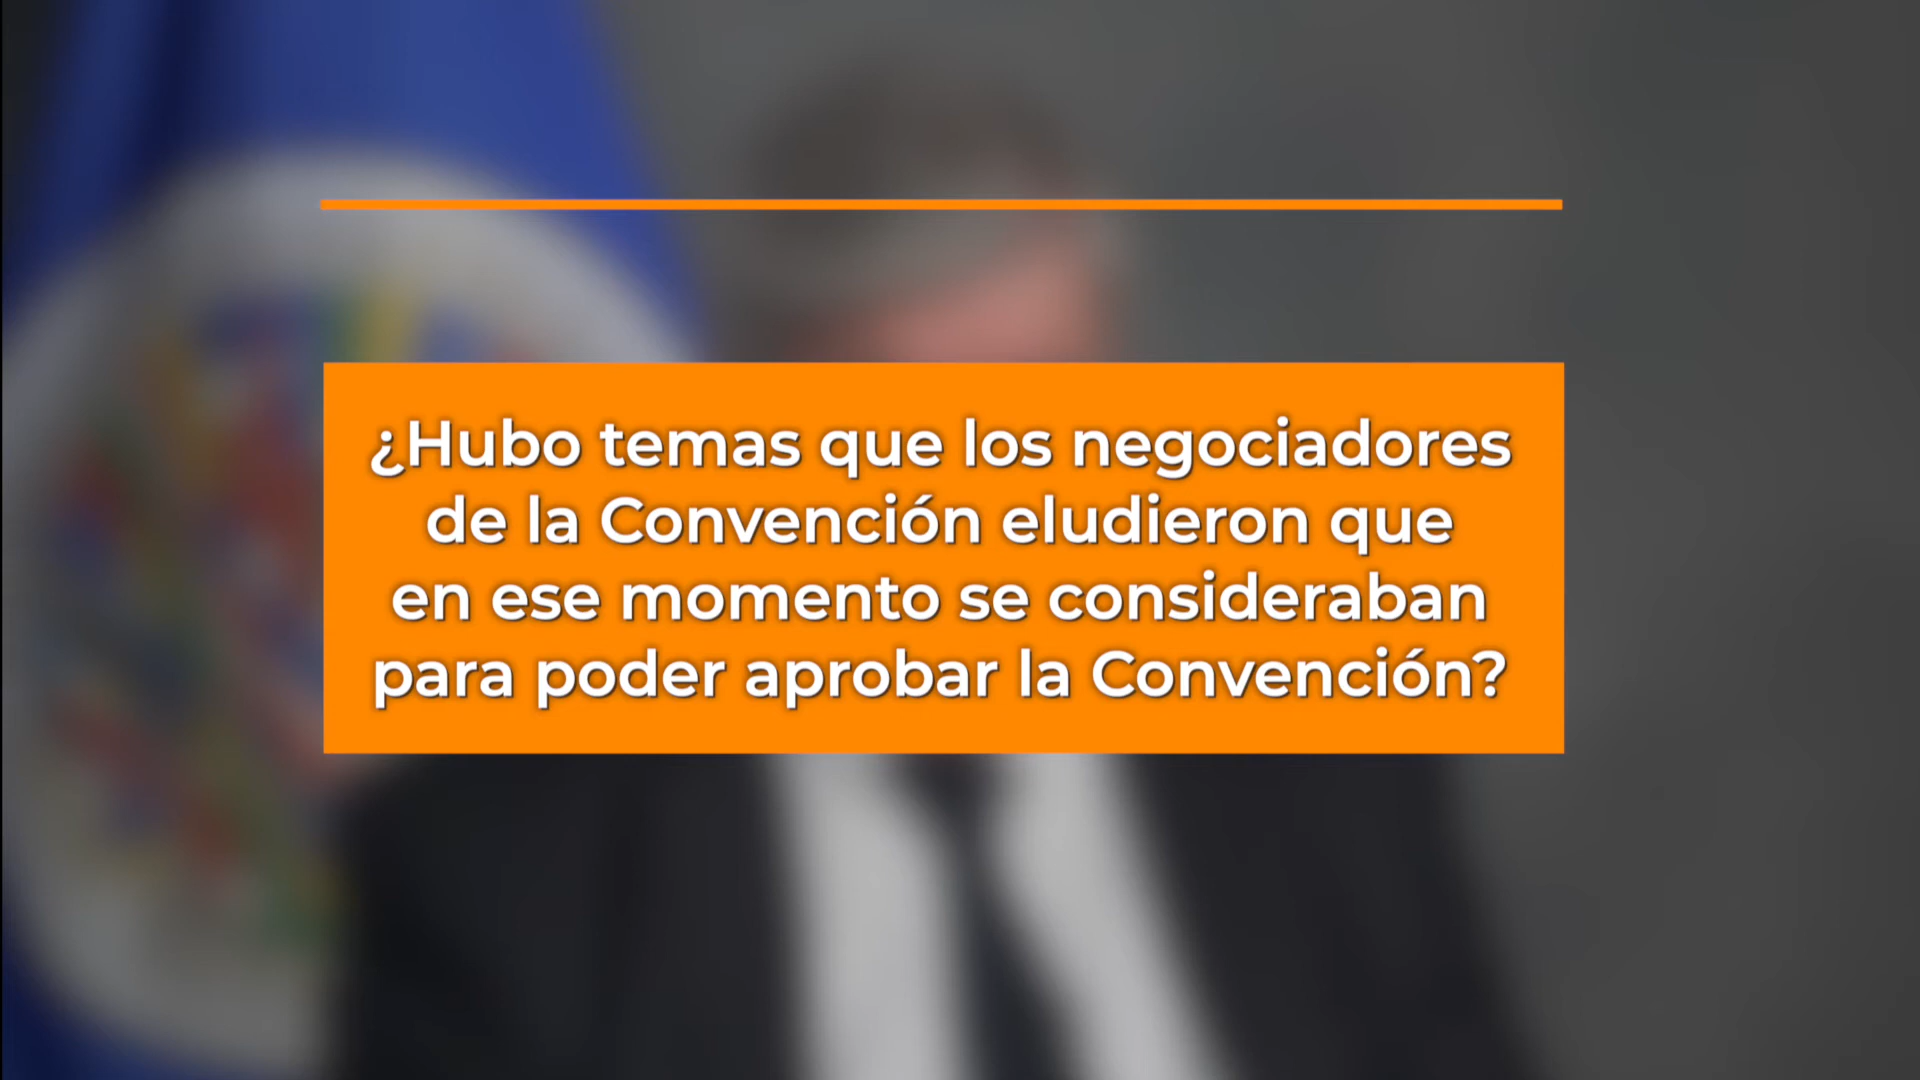 ¿Hubo temas que los negociadores
de la Convención eludieron que
en ese momento se consideraban
para poder aprobar la Convención?